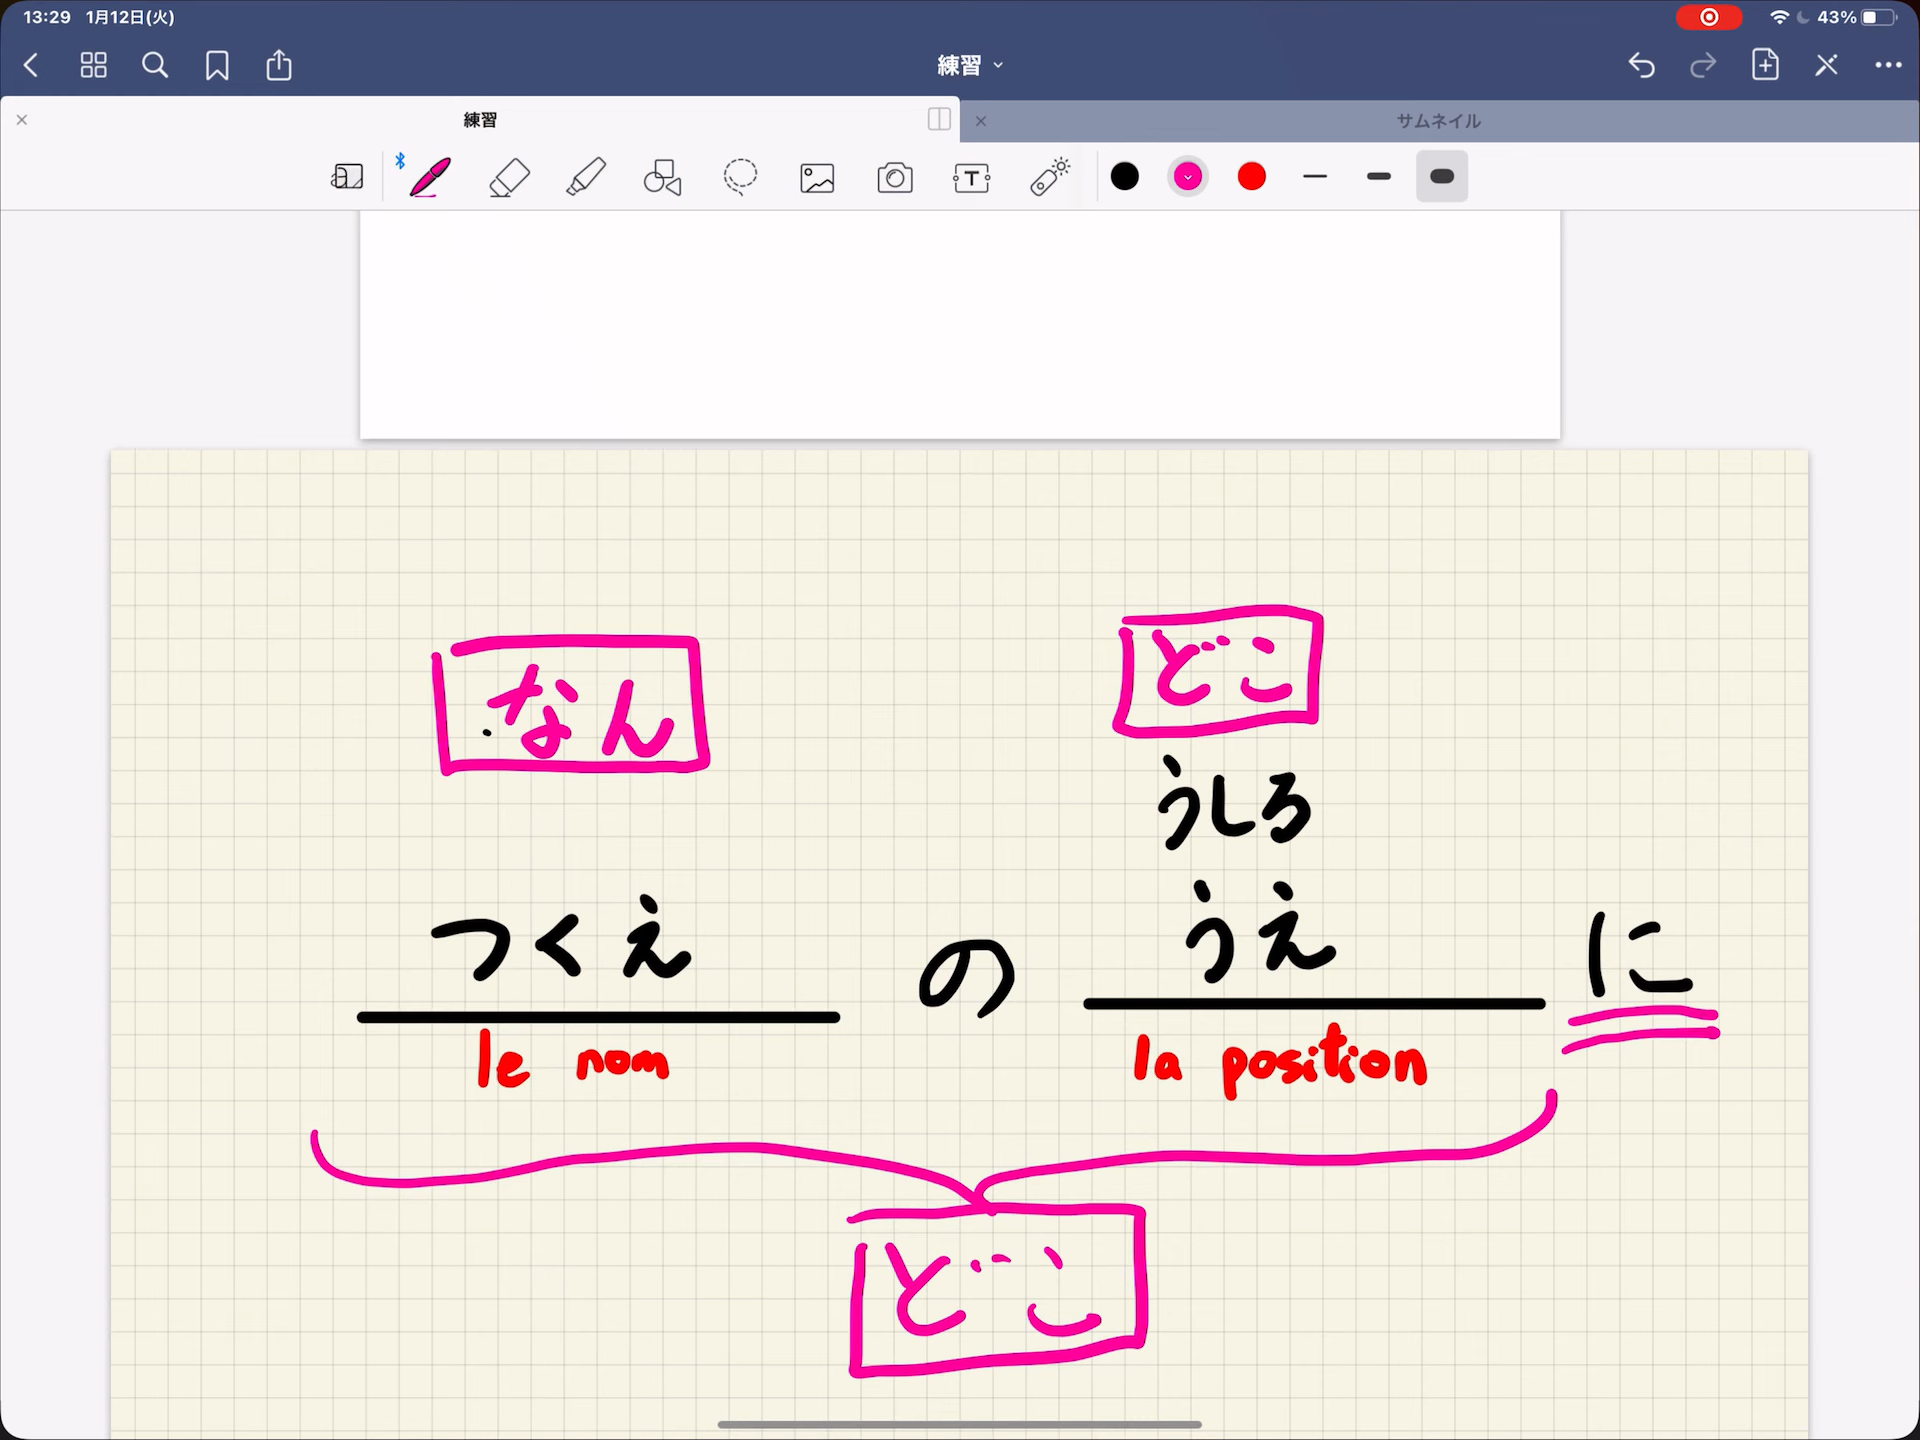 13:29 1月12日(火)
43%
練習
練習
サムネイル
T
なん
どこ
うしろ
つくえ の うえ に
le nom
la position
どこ